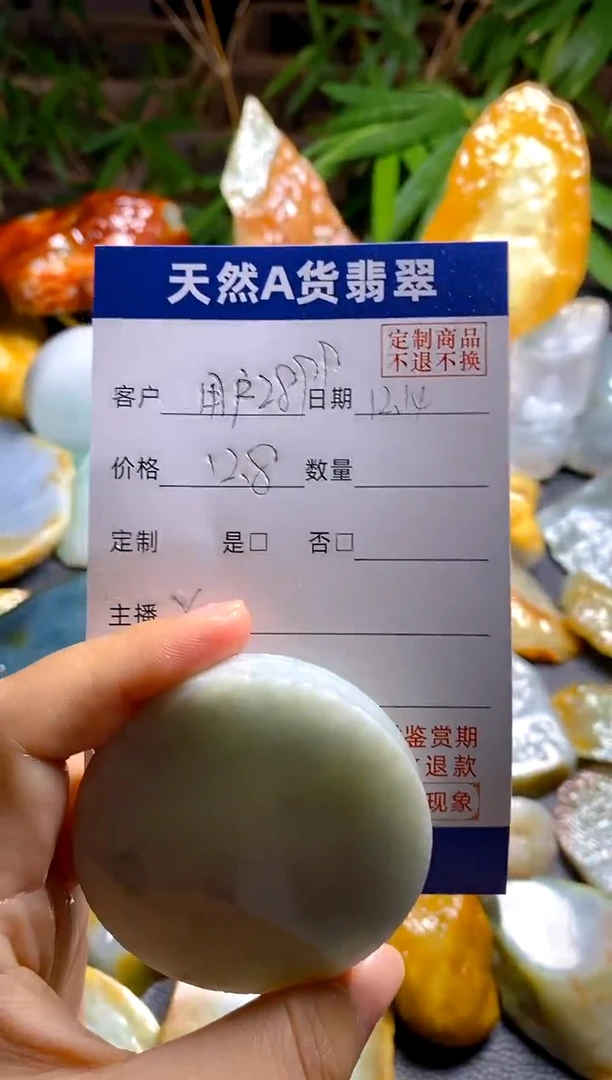 天然A货翡翠
定制商品
不退不换
客户 用户28 日期 12.14
价格 128 数量
定制 是□ 否□
主播
鉴赏期
退款
现象